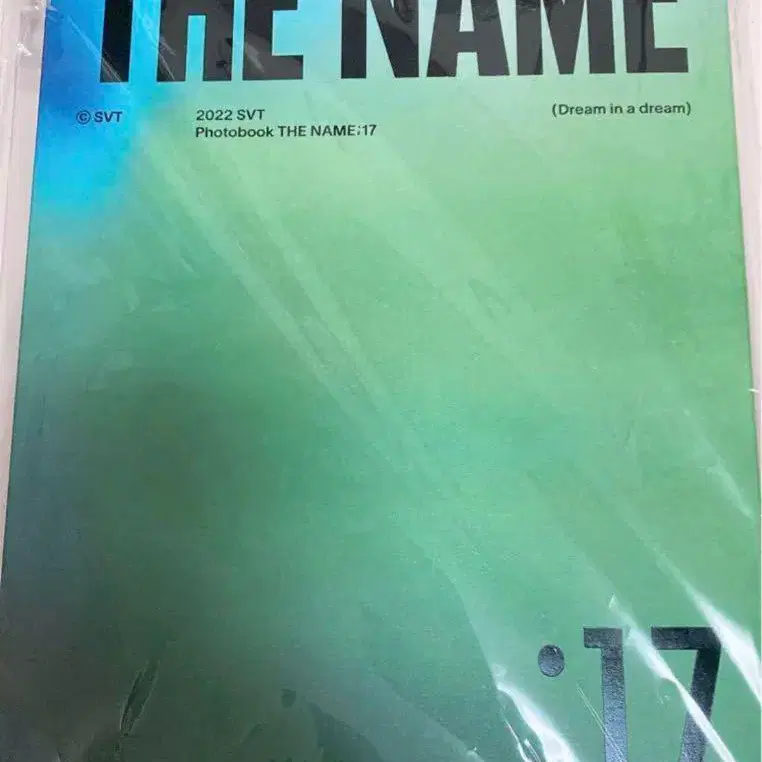 THE NAME
© SVT
2022 SVT
Photobook THE NAME:17
(Dream in a dream)
:17